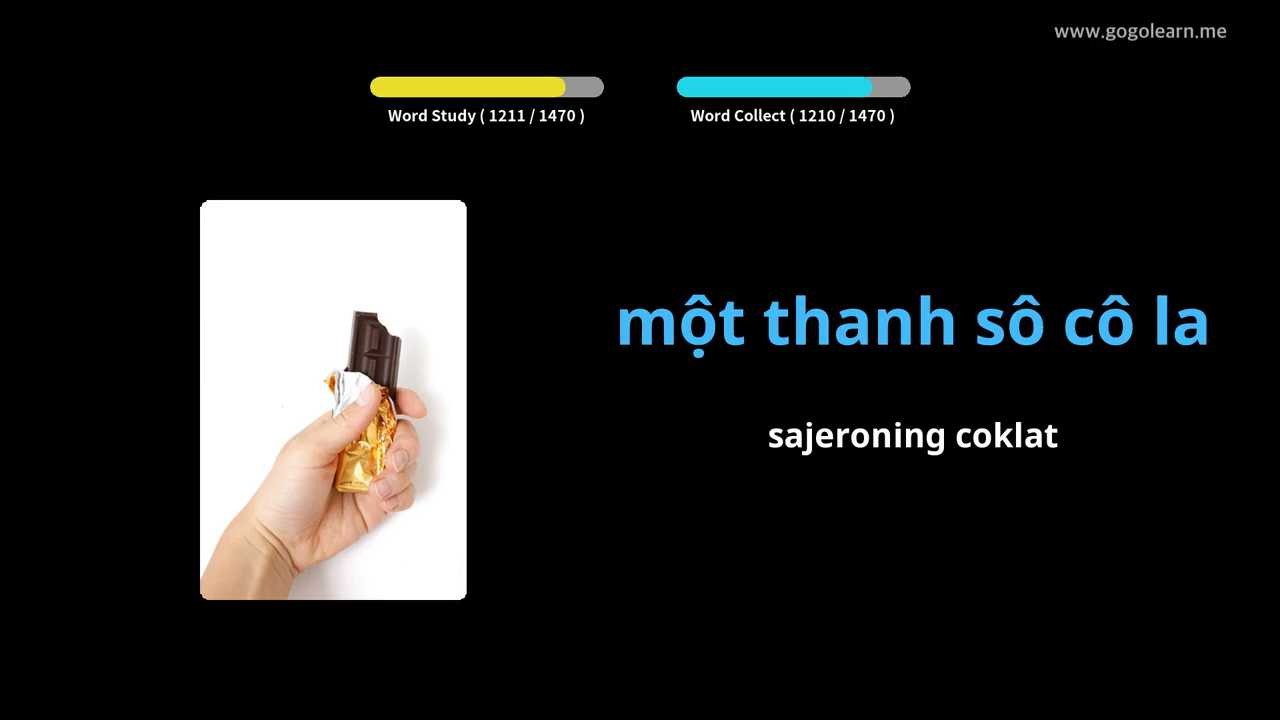 www.gogolearn.me
Word Study ( 1211 / 1470 )
Word Collect ( 1210 / 1470 )
một thanh sô cô la
sajeroning coklat